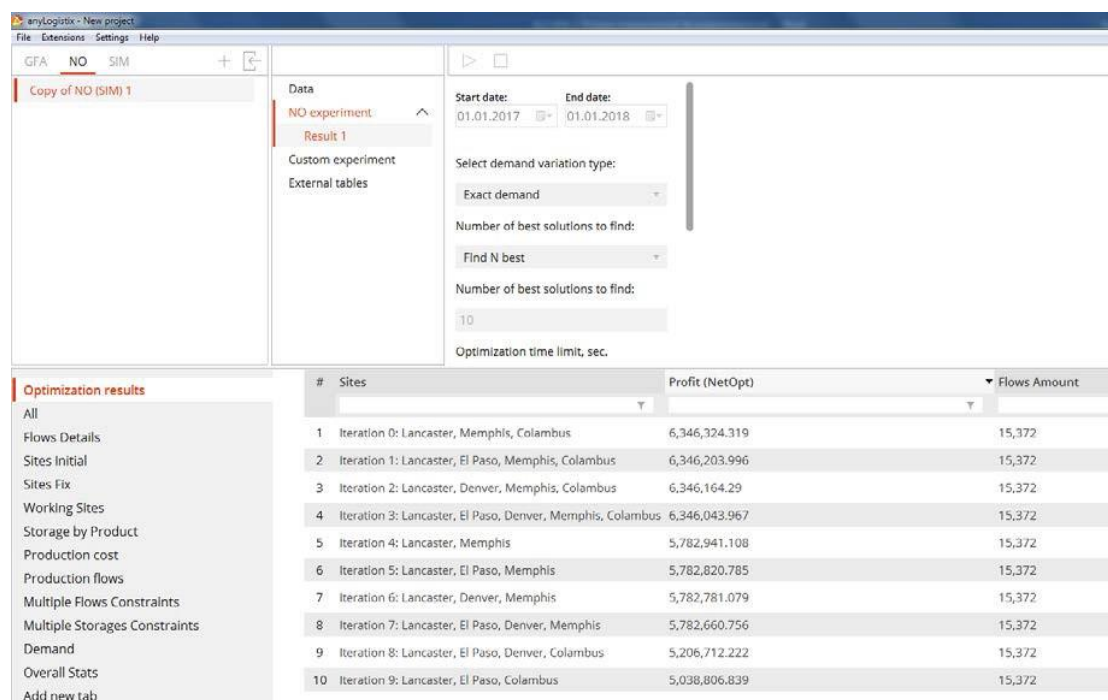 anyLogistix - New project
File Extensions Settings Help
GFA NO SIM
Copy of NO (SIM) 1
Data
NO experiment
Result 1
Custom experiment
External tables
Start date: End date:
01.01.2017 01.01.2018
Select demand variation type:
Exact demand
Number of best solutions to find:
Find N best
Number of best solutions to find:
10
Optimization time limit, sec.
Optimization results
All
Flows Details
Sites Initial
Sites Fix
Working Sites
Storage by Product
Production cost
Production flows
Multiple Flows Constraints
Multiple Storages Constraints
Demand
Overall Stats
Add new tab
# Sites Profit (NetOpt) Flows Amount
1 Iteration 0: Lancaster, Memphis, Colambus 6,346,324.319 15,372
2 Iteration 1: Lancaster, El Paso, Memphis, Colambus 6,346,203.996 15,372
3 Iteration 2: Lancaster, Denver, Memphis, Colambus 6,346,164.29 15,372
4 Iteration 3: Lancaster, El Paso, Denver, Memphis, Colambus 6,346,043.967 15,372
5 Iteration 4: Lancaster, Memphis 5,782,941.108 15,372
6 Iteration 5: Lancaster, El Paso, Memphis 5,782,820.785 15,372
7 Iteration 6: Lancaster, Denver, Memphis 5,782,781.079 15,372
8 Iteration 7: Lancaster, El Paso, Denver, Memphis 5,782,660.756 15,372
9 Iteration 8: Lancaster, El Paso, Denver, Colambus 5,206,712.222 15,372
10 Iteration 9: Lancaster, El Paso, Colambus 5,038,806.839 15,372